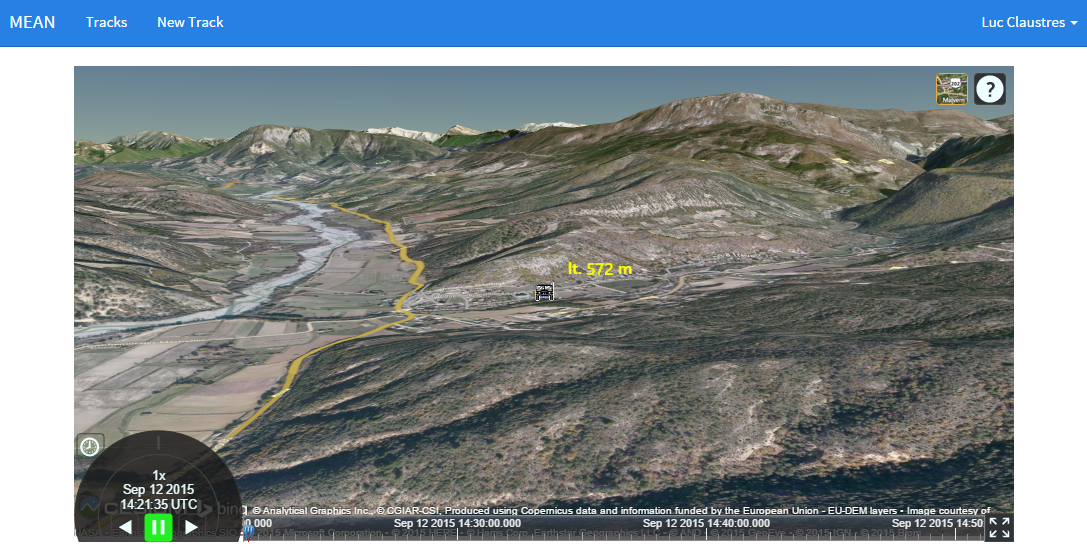 MEAN Tracks New Track Luc Claustres
202
Malvern
?
lt. 572 m
1x
Sep 12 2015
14:21:35 UTC
bing
© Analytical Graphics Inc., © CGIAR-CSI, Produced using Copernicus data and information funded by the European Union - EU-DEM layers - Image courtesy of
0.000 Sep 12 2015 14:30:00.000 Sep 12 2015 14:40:00.000 Sep 12 2015 14:50